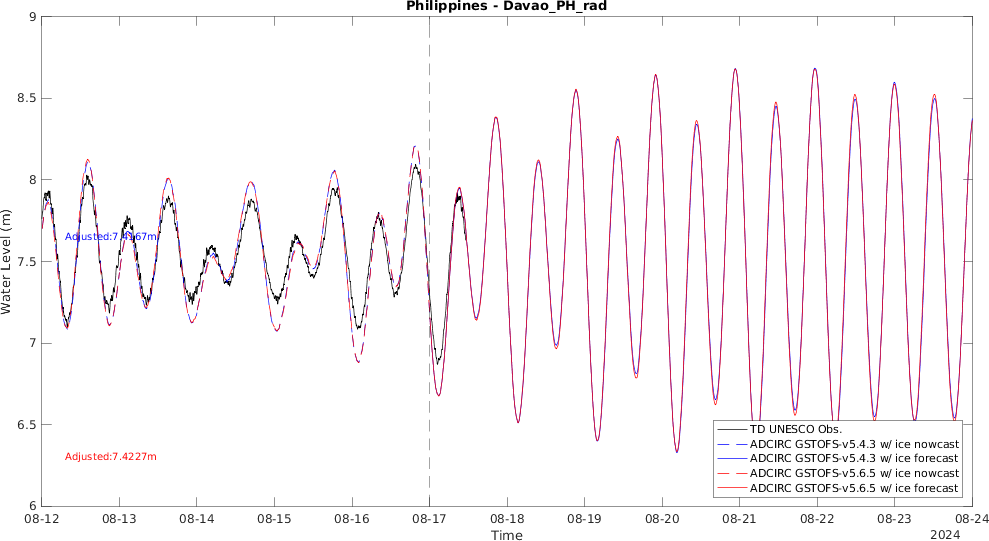 Philippines - Davao_PH_rad
Water Level (m)
9
8.5
8
7.5
7
6.5
6
Adjusted:7.4167m
Adjusted:7.4227m
TD UNESCO Obs.
ADCIRC GSTOFS-v5.4.3 w/ ice nowcast
ADCIRC GSTOFS-v5.4.3 w/ ice forecast
ADCIRC GSTOFS-v5.6.5 w/ ice nowcast
ADCIRC GSTOFS-v5.6.5 w/ ice forecast
08-12 08-13 08-14 08-15 08-16 08-17 08-18 08-19 08-20 08-21 08-22 08-23 08-24
Time
2024